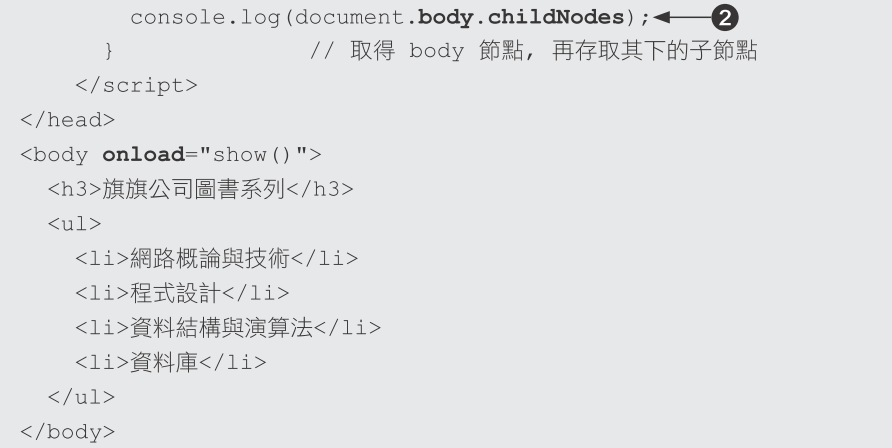 console.log(document.body.childNodes);❷
} // 取得 body 節點, 再存取其下的子節點
</script>
</head>
<body onload="show()">
<h3>旗旗公司圖書系列</h3>
<ul>
<li>網路概論與技術</li>
<li>程式設計</li>
<li>資料結構與演算法</li>
<li>資料庫</li>
</ul>
</body>